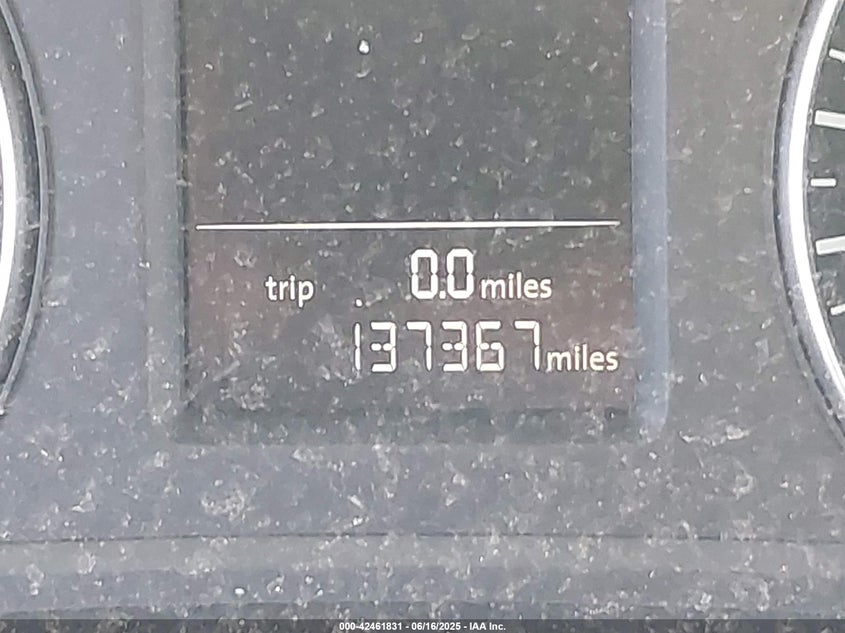 trip 0.0 miles
137367 miles
000-42461831 - 06/16/2025 - IAA Inc.